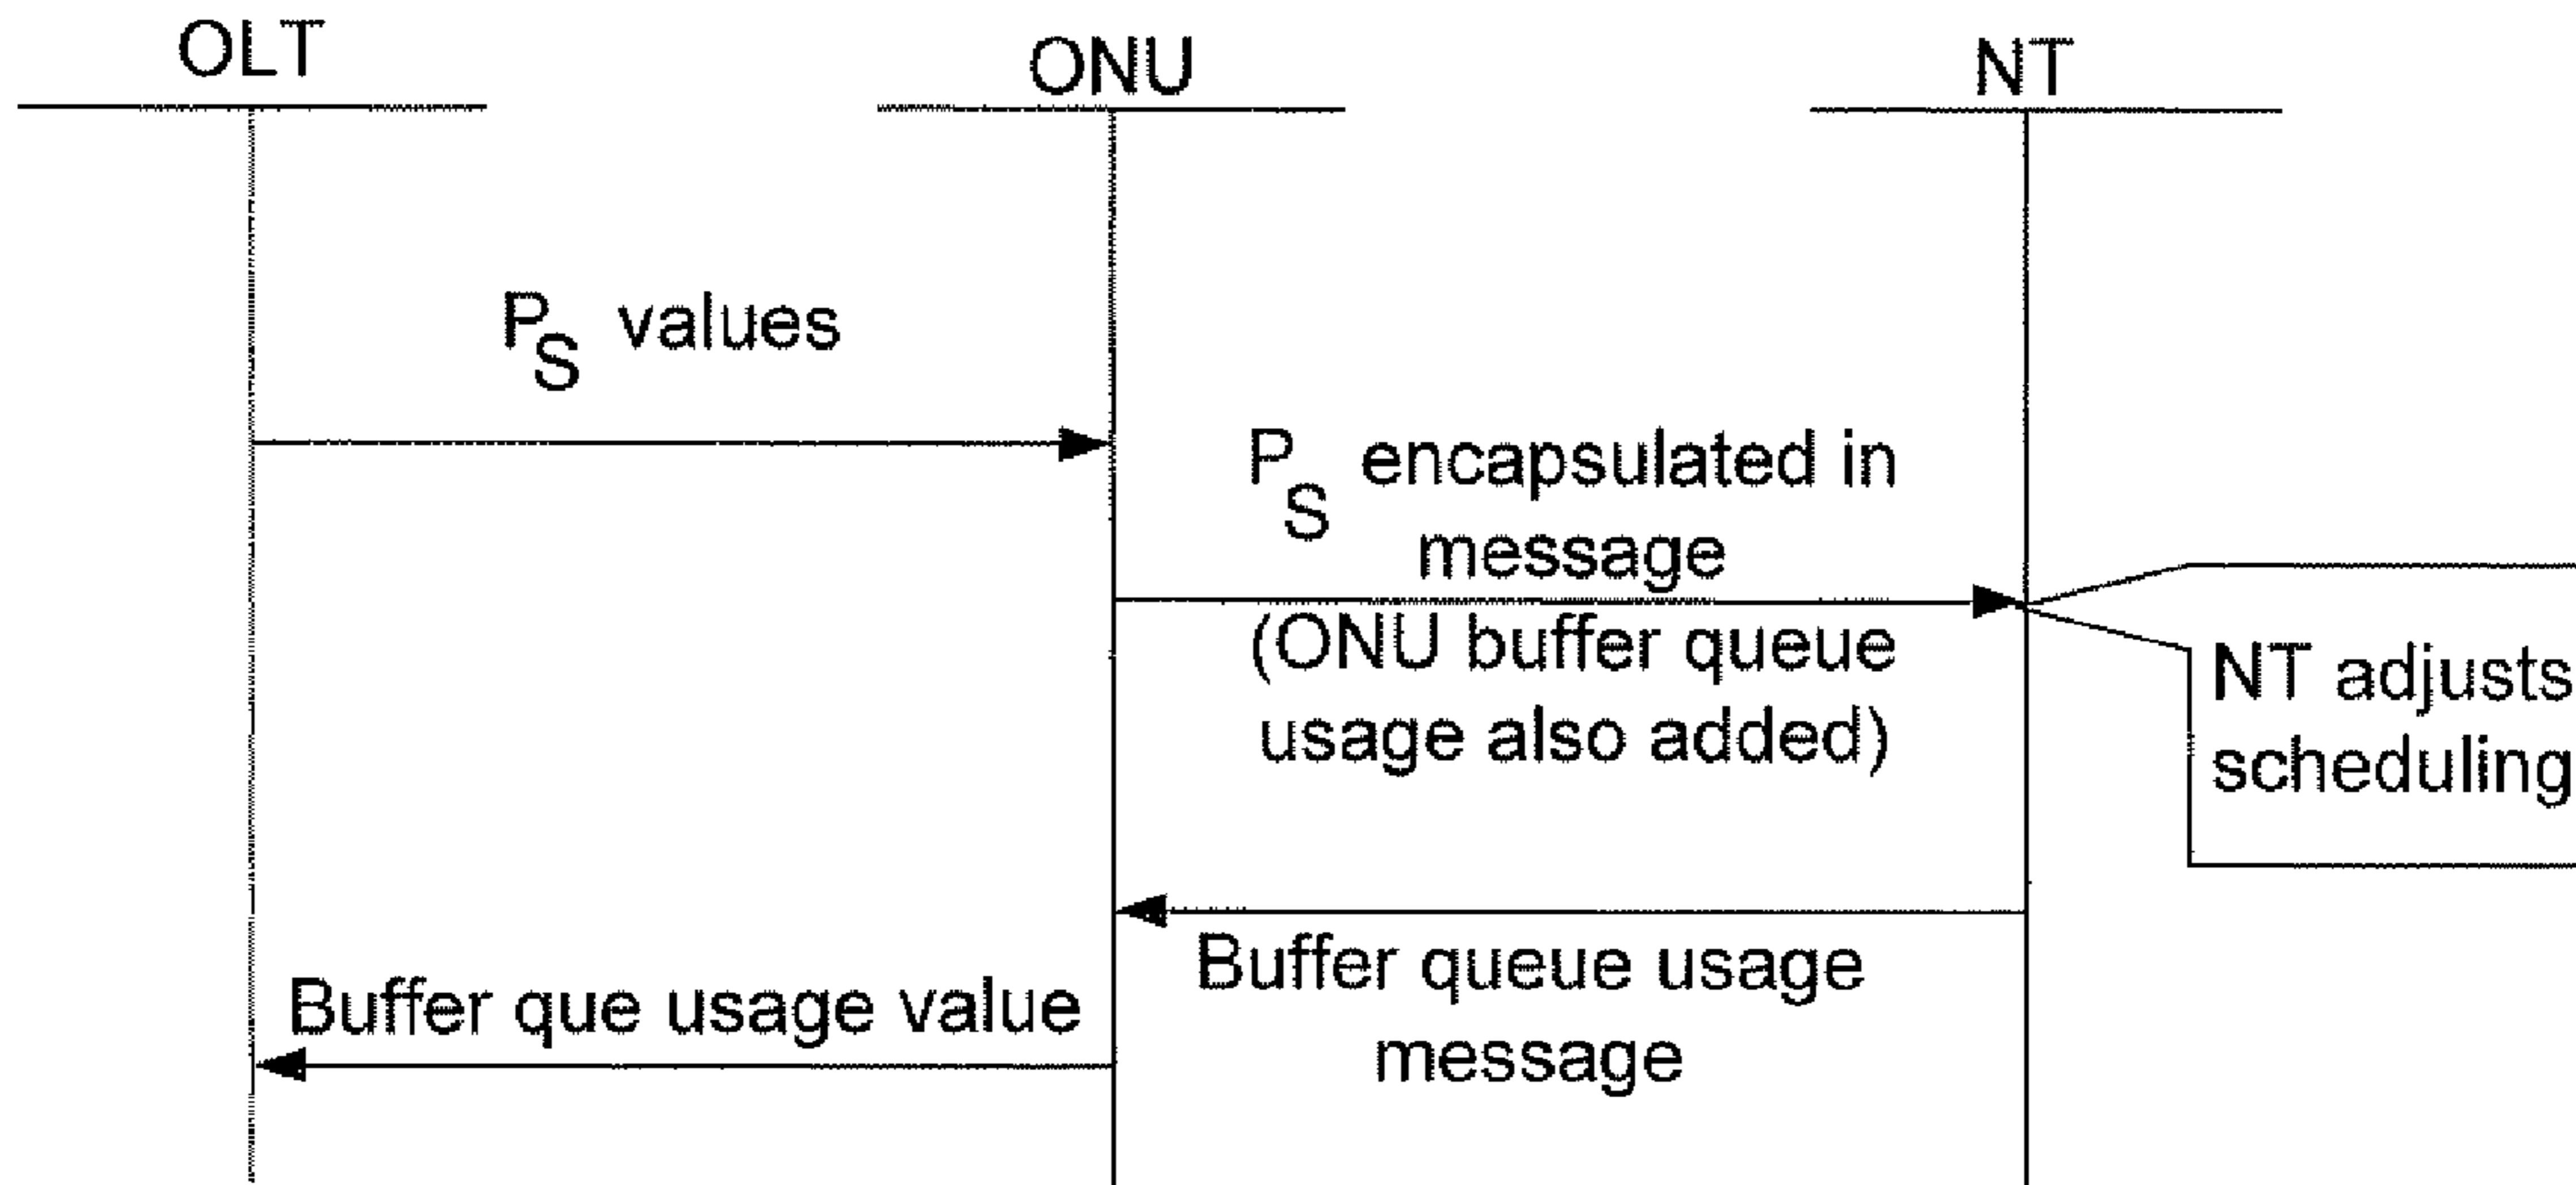 OLT
ONU
NT
PS values
PS encapsulated in
message
(ONU buffer queue
usage also added)
NT adjusts
scheduling
Buffer queue usage
message
Buffer que usage value